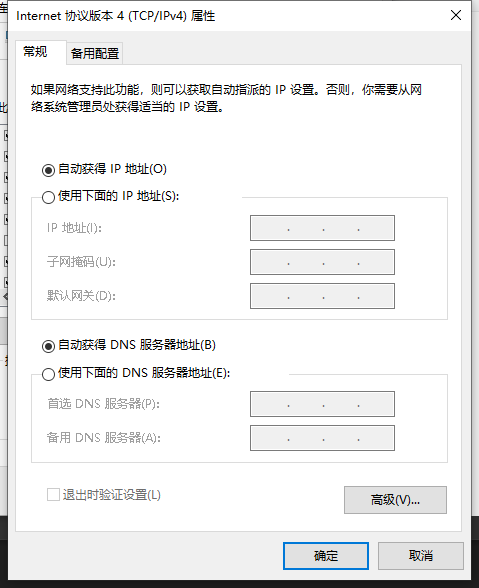 Internet 协议版本 4 (TCP/IPv4) 属性
常规
备用配置
如果网络支持此功能，则可以获取自动指派的 IP 设置。否则，你需要从网
络系统管理员处获得适当的 IP 设置。
自动获得 IP 地址(O)
使用下面的 IP 地址(S):
IP 地址(I):
子网掩码(U):
默认网关(D):
自动获得 DNS 服务器地址(B)
使用下面的 DNS 服务器地址(E):
首选 DNS 服务器(P):
备用 DNS 服务器(A):
退出时验证设置(L)
高级(V)...
确定
取消